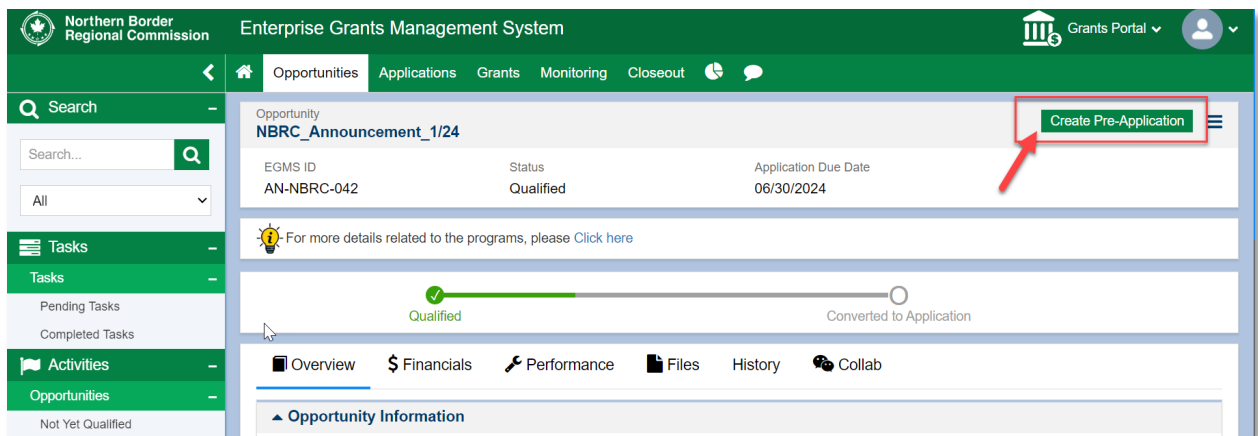 Northern Border
Regional Commission
Enterprise Grants Management System
Grants Portal
Opportunities Applications Grants Monitoring Closeout
Search
Search...
All
Tasks
Tasks
Pending Tasks
Completed Tasks
Activities
Opportunities
Not Yet Qualified
Opportunity
NBRC_Announcement_1/24
Create Pre-Application
EGMS ID Status Application Due Date
AN-NBRC-042 Qualified 06/30/2024
For more details related to the programs, please Click here
Qualified Converted to Application
Overview $ Financials Performance Files History Collab
Opportunity Information